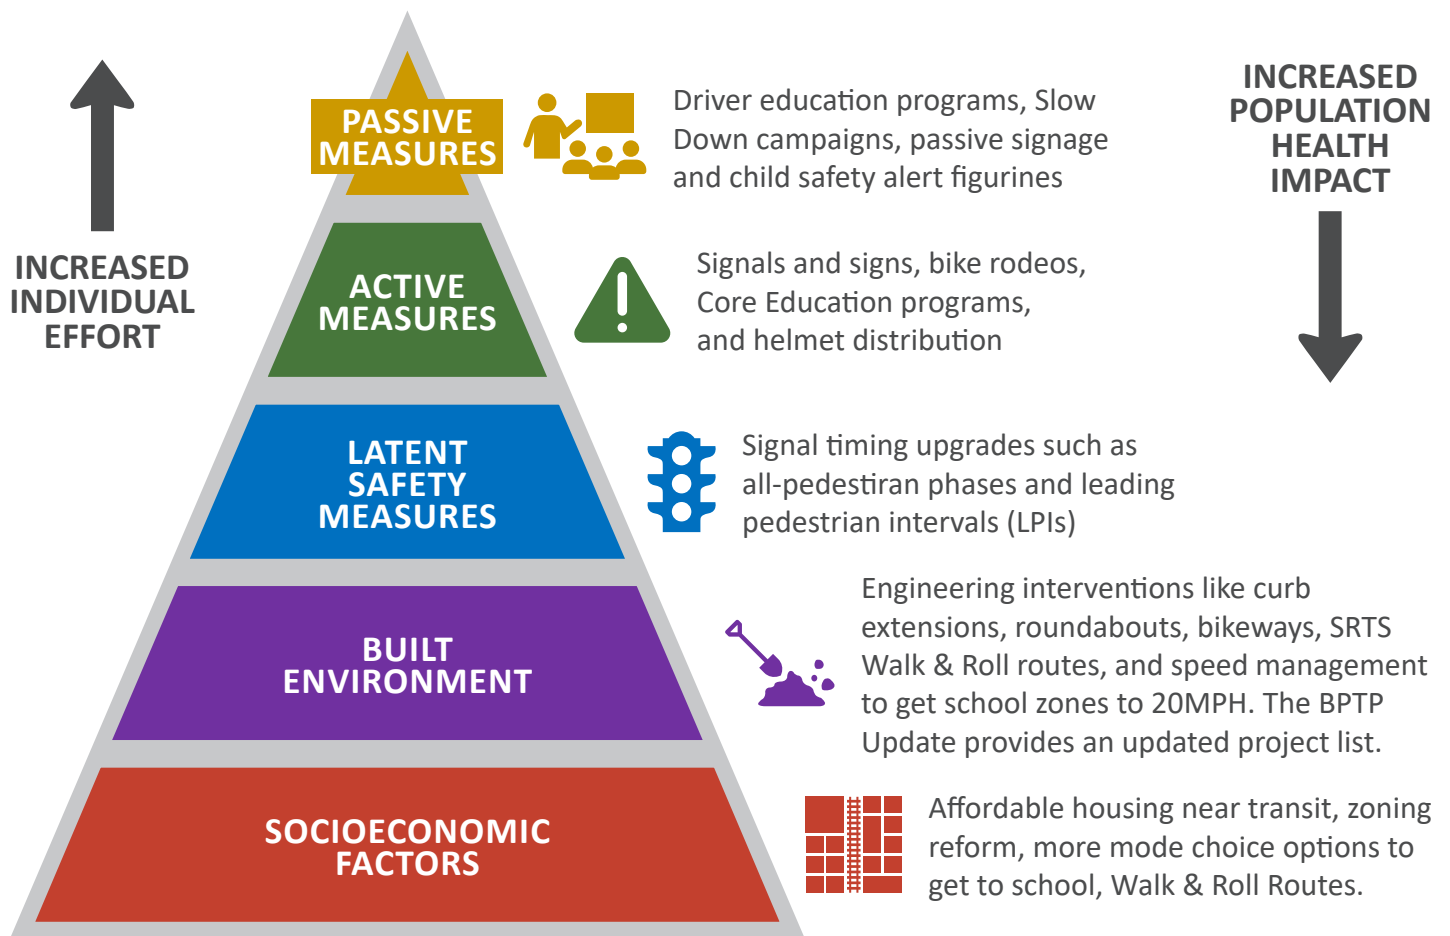 INCREASED
INDIVIDUAL
EFFORT
INCREASED
POPULATION
HEALTH
IMPACT
PASSIVE
MEASURES
Driver education programs, Slow
Down campaigns, passive signage
and child safety alert figurines
ACTIVE
MEASURES
Signals and signs, bike rodeos,
Core Education programs,
and helmet distribution
LATENT
SAFETY
MEASURES
Signal timing upgrades such as
all-pedestiran phases and leading
pedestrian intervals (LPIs)
BUILT
ENVIRONMENT
Engineering interventions like curb
extensions, roundabouts, bikeways, SRTS
Walk & Roll routes, and speed management
to get school zones to 20MPH. The BPTP
Update provides an updated project list.
SOCIOECONOMIC
FACTORS
Affordable housing near transit, zoning
reform, more mode choice options to
get to school, Walk & Roll Routes.